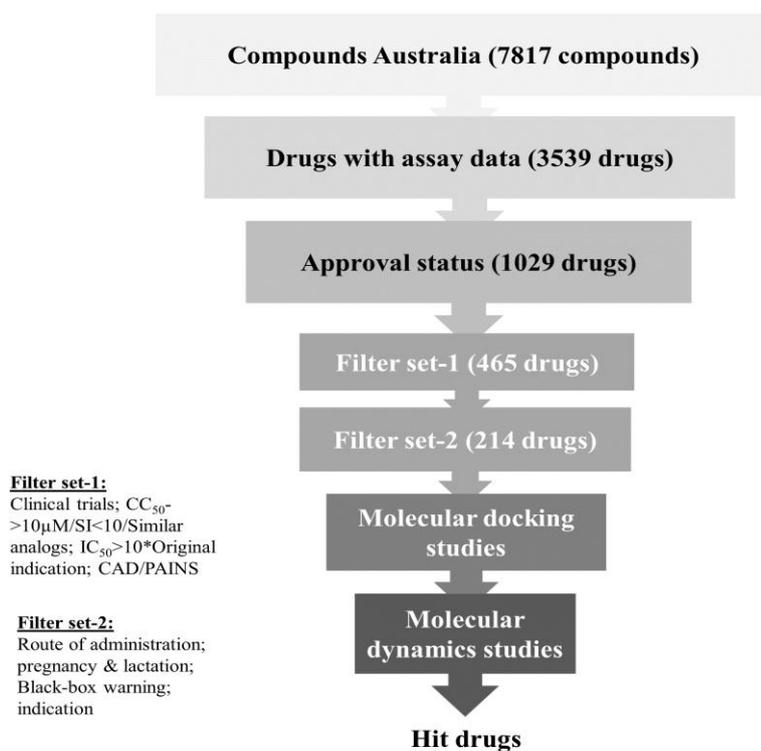 Compounds Australia (7817 compounds)
Drugs with assay data (3539 drugs)
Approval status (1029 drugs)
Filter set-1 (465 drugs)
Filter set-2 (214 drugs)
Molecular docking
studies
Molecular
dynamics studies
Hit drugs
Filter set-1:
Clinical trials; CC₅₀-
>10µM/SI<10/Similar
analogs; IC₅₀>10*Original
indication; CAD/PAINS
Filter set-2:
Route of administration;
pregnancy & lactation;
Black-box warning;
indication